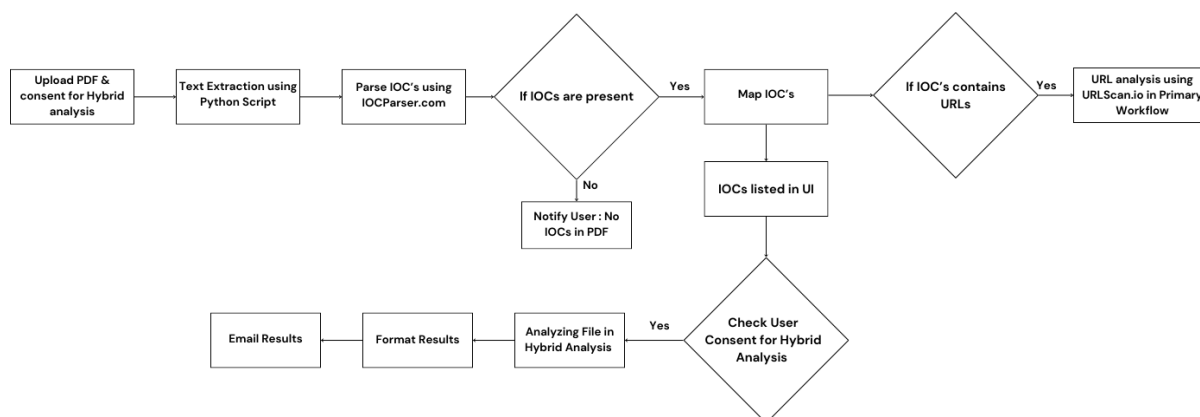 Upload PDF &
consent for Hybrid
analysis
Text Extraction using
Python Script
Parse IOC's using
IOCParser.com
If IOCs are present
Yes
Map IOC's
If IOC's contains
URLs
Yes
URL analysis using
URLScan.io in Primary
Workflow
No
Notify User : No
IOCs in PDF
IOCs listed in UI
Check User
Consent for Hybrid
Analysis
Yes
Analyzing File in
Hybrid Analysis
Format Results
Email Results